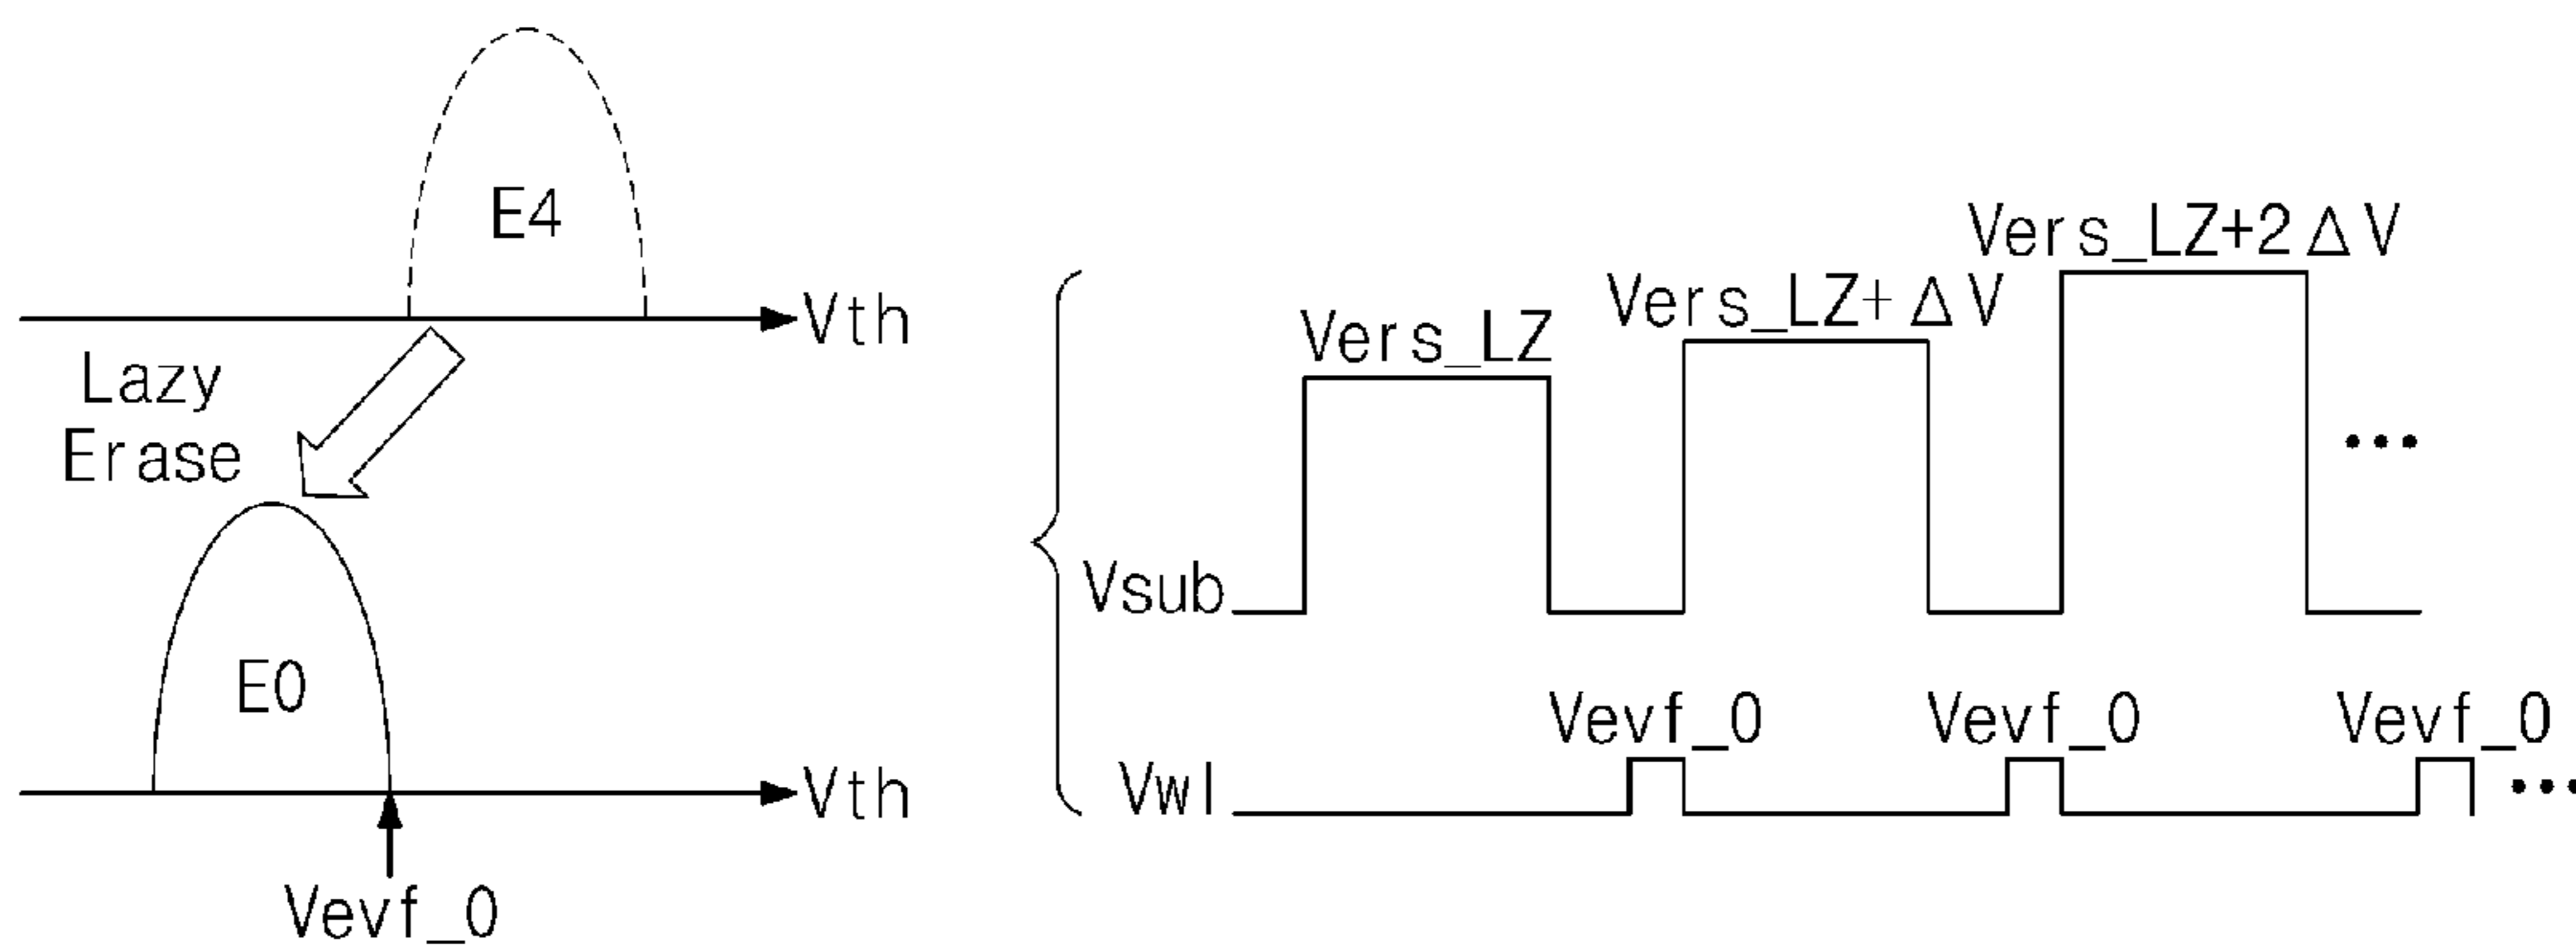 E4
Vth
Lazy
Erase
E0
Vth
Vevf_0
Vers_LZ
Vers_LZ+ΔV
Vers_LZ+2ΔV
...
Vsub
Vevf_0
Vevf_0
Vevf_0
Vwl
...